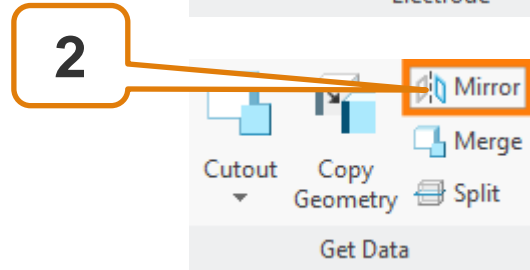 Electrode
2
Mirror
Merge
Cutout
Copy
Geometry
Split
Get Data